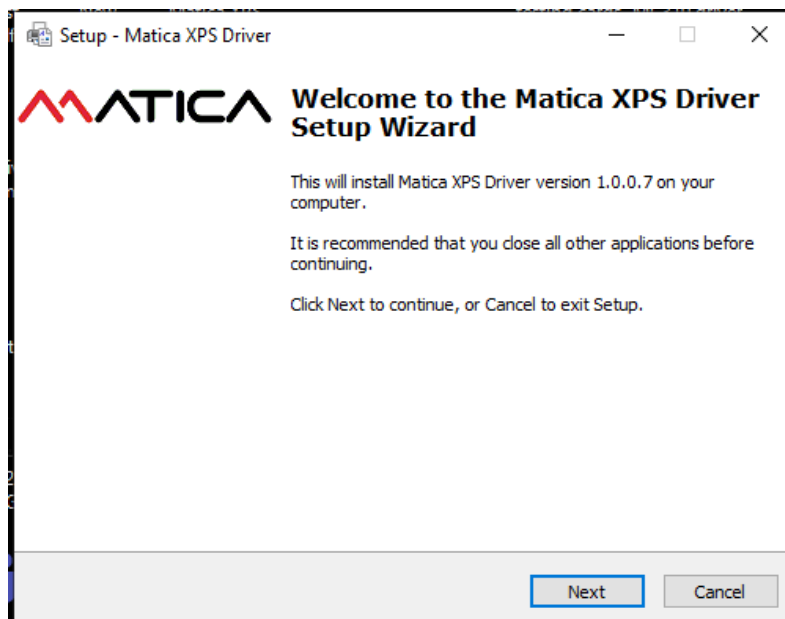 Setup - Matica XPS Driver
MATICA
Welcome to the Matica XPS Driver
Setup Wizard
This will install Matica XPS Driver version 1.0.0.7 on your
computer.
It is recommended that you close all other applications before
continuing.
Click Next to continue, or Cancel to exit Setup.
Next
Cancel